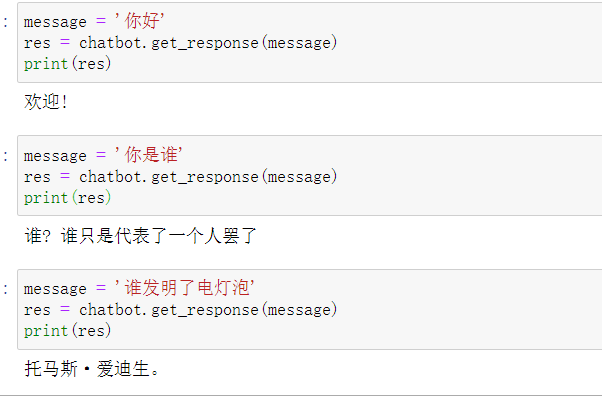 : message = '你好'
res = chatbot.get_response(message)
print(res)
欢迎!
: message = '你是谁'
res = chatbot.get_response(message)
print(res)
谁? 谁只是代表了一个人罢了
: message = '谁发明了电灯泡'
res = chatbot.get_response(message)
print(res)
托马斯·爱迪生。